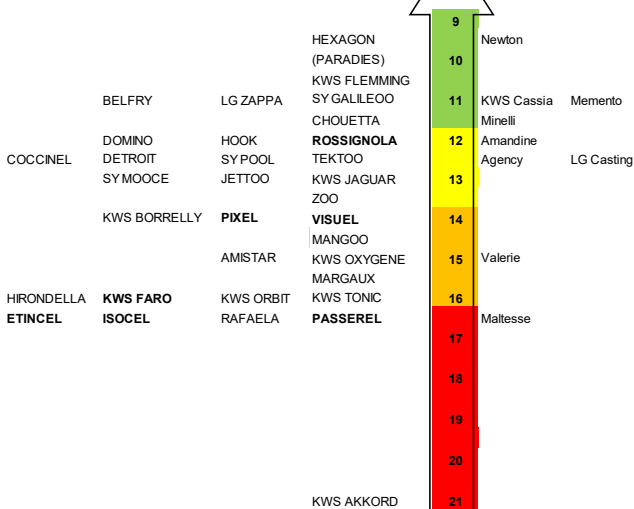 9
HEXAGON Newton
(PARADIES) 10
KWS FLEMMING
BELFRY LG ZAPPA SY GALILEOO 11 KWS Cassia Memento
CHOUETTA Minelli
DOMINO HOOK ROSSIGNOLA 12 Amandine
COCCINEL DETROIT SY POOL TEKTOO Agency LG Casting
SY MOOCE JETTOO KWS JAGUAR 13
ZOO
KWS BORRELLY PIXEL VISUEL 14
MANGOO
AMISTAR KWS OXYGENE 15 Valerie
MARGAUX
HIRONDELLA KWS FARO KWS ORBIT KWS TONIC 16
ETINCEL ISOCEL RAFAELA PASSEREL Maltesse
17
18
19
20
KWS AKKORD 21